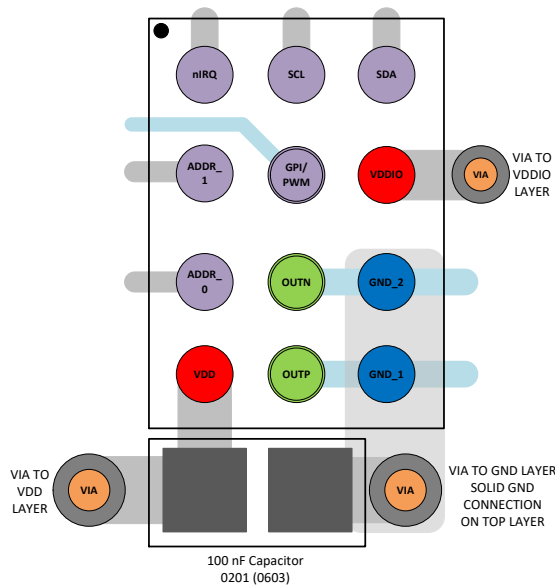 nIRQ
SCL
SDA
ADDR_
1
GPI/
PWM
VDDIO
VIA
VIA TO
VDDIO
LAYER
ADDR_
0
OUTN
GND_2
VDD
OUTP
GND_1
VIA TO
VDD
LAYER
VIA
VIA
VIA TO GND LAYER
SOLID GND
CONNECTION
ON TOP LAYER
100 nF Capacitor
0201 (0603)